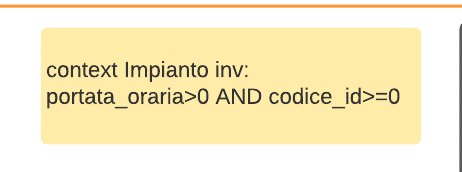 context Impianto inv:
portata_oraria>0 AND codice_id>=0